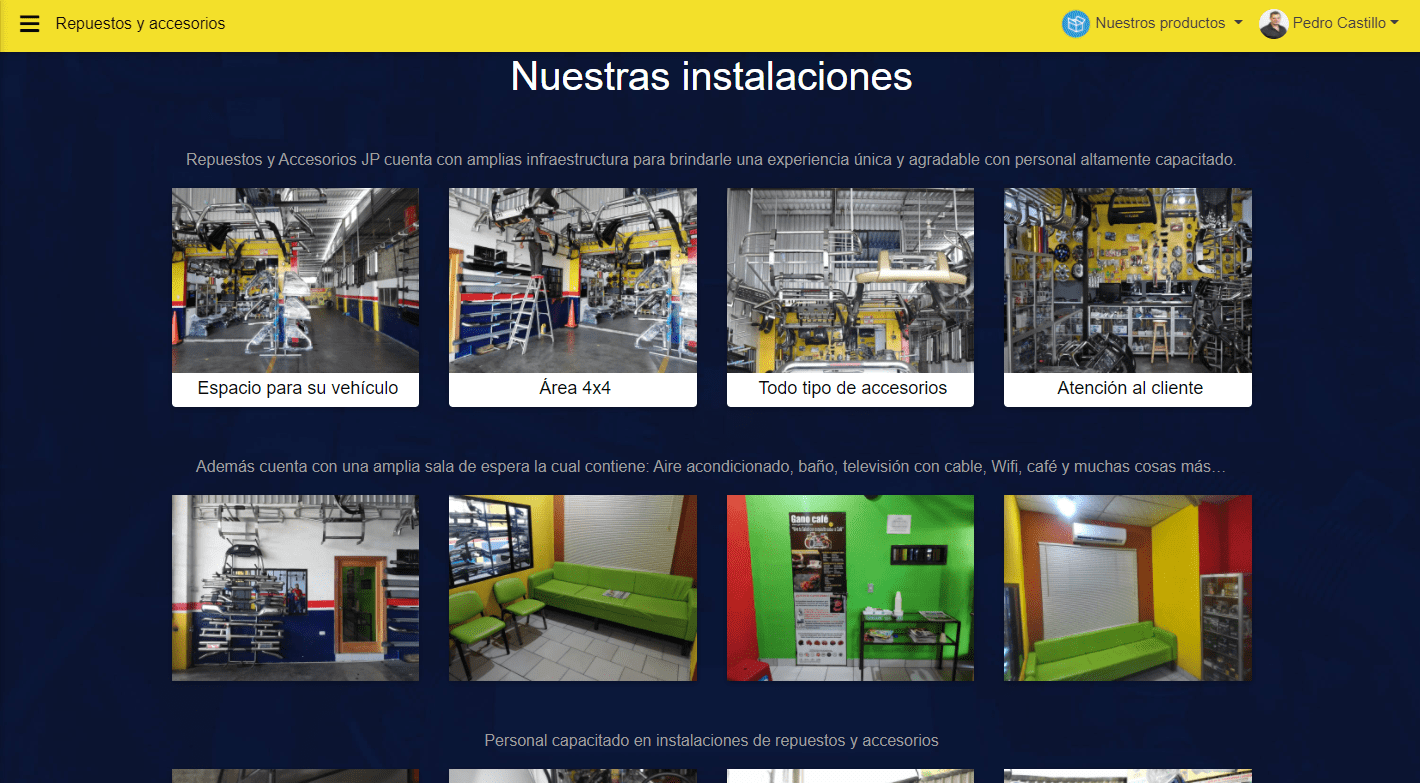 Repuestos y accesorios
Nuestros productos
Pedro Castillo
Nuestras instalaciones
Repuestos y Accesorios JP cuenta con amplias infraestructura para brindarle una experiencia única y agradable con personal altamente capacitado.
Espacio para su vehículo
Área 4x4
Todo tipo de accesorios
Atención al cliente
Además cuenta con una amplia sala de espera la cual contiene: Aire acondicionado, baño, televisión con cable, Wifi, café y muchas cosas más…
Gano café
Personal capacitado en instalaciones de repuestos y accesorios